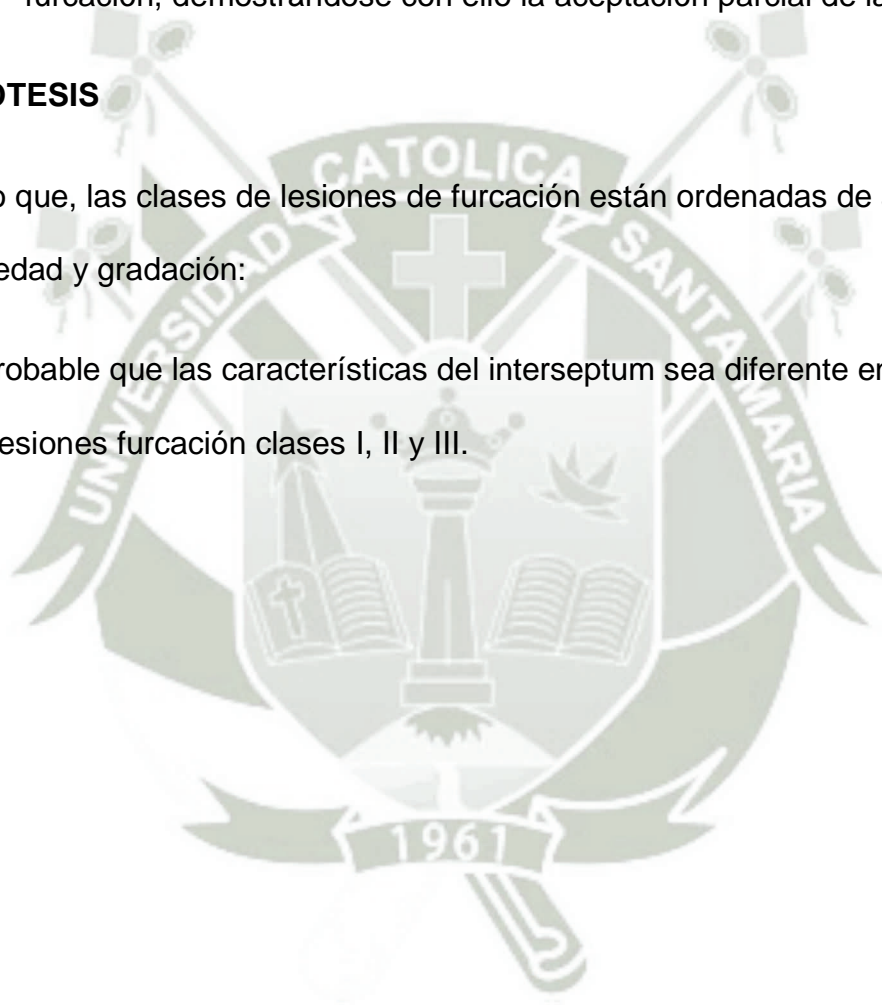 furcación, demostrándose con ello la aceptación parcial de la
OTESIS
o que, las clases de lesiones de furcación están ordenadas de
edad y gradación:
robable que las características del interseptum sea diferente en
lesiones furcación clases I, II y III.
UNIVERSIDAD CATOLICA SANTA MARIA
1961